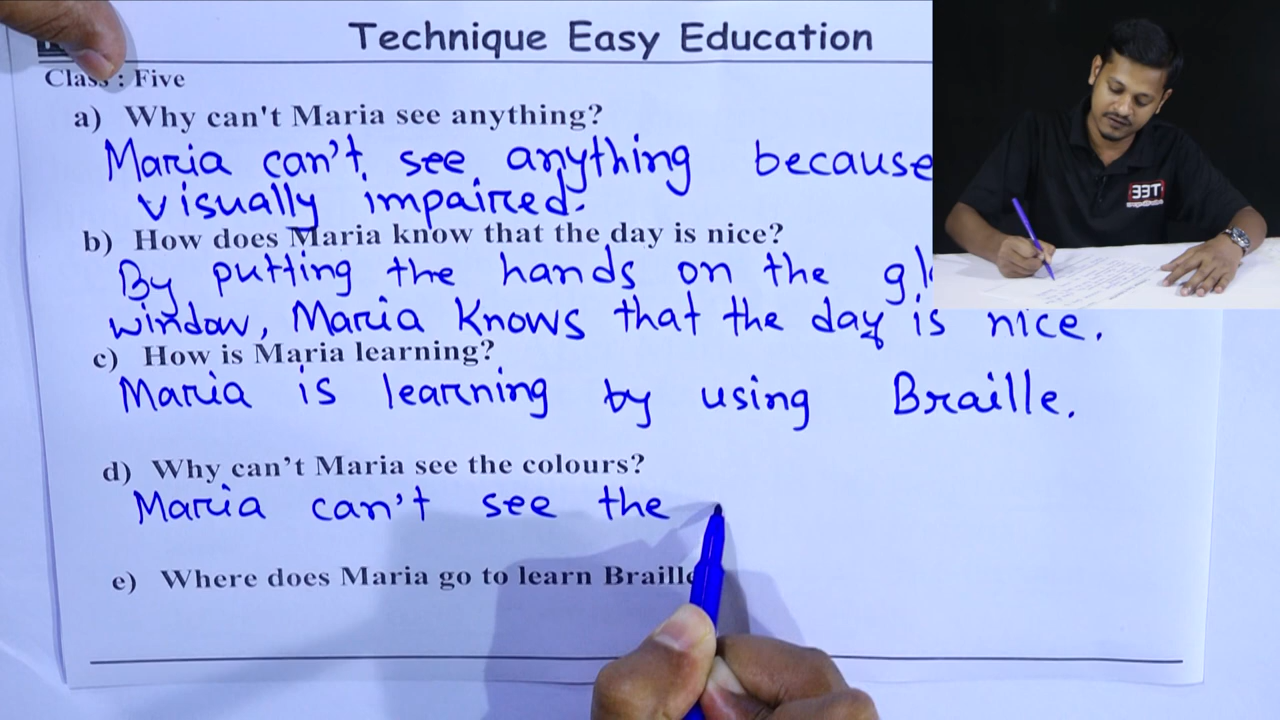 Technique Easy Education
Class : Five
a) Why can't Maria see anything?
Maria can't see anything because
visually impaired.
b) How does Maria know that the day is nice?
By putting the hands on the
window, Maria knows that the day is nice.
c) How is Maria learning?
Maria is learning by using Braille.
d) Why can't Maria see the colours?
Maria can't see the
e) Where does Maria go to learn Braille